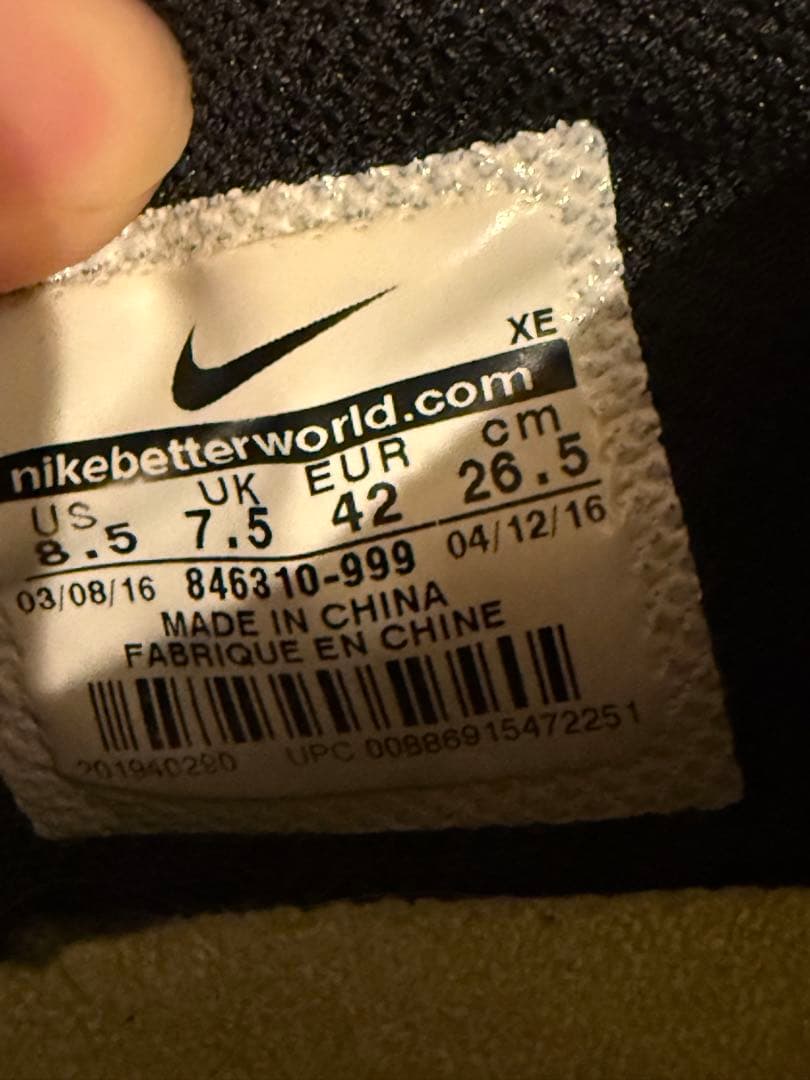 XE
nikebetterworld.com
US UK EUR cm
8.5 7.5 42 26.5
03/08/16 846310-999 04/12/16
MADE IN CHINA
FABRIQUE EN CHINE
201940280 UPC 00886915472251